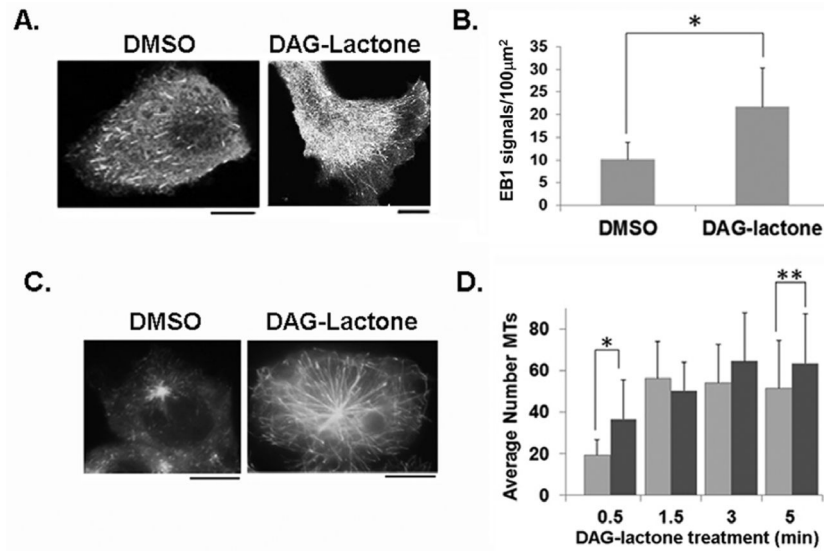 A.
DMSO
DAG-Lactone
B.
*
EB1 signals/100μm²
35
30
25
20
15
10
5
0
DMSO
DAG-lactone
C.
DMSO
DAG-Lactone
D.
*
**
Average Number MTs
80
60
40
20
0
0.5
1.5
3
5
DAG-lactone treatment (min)